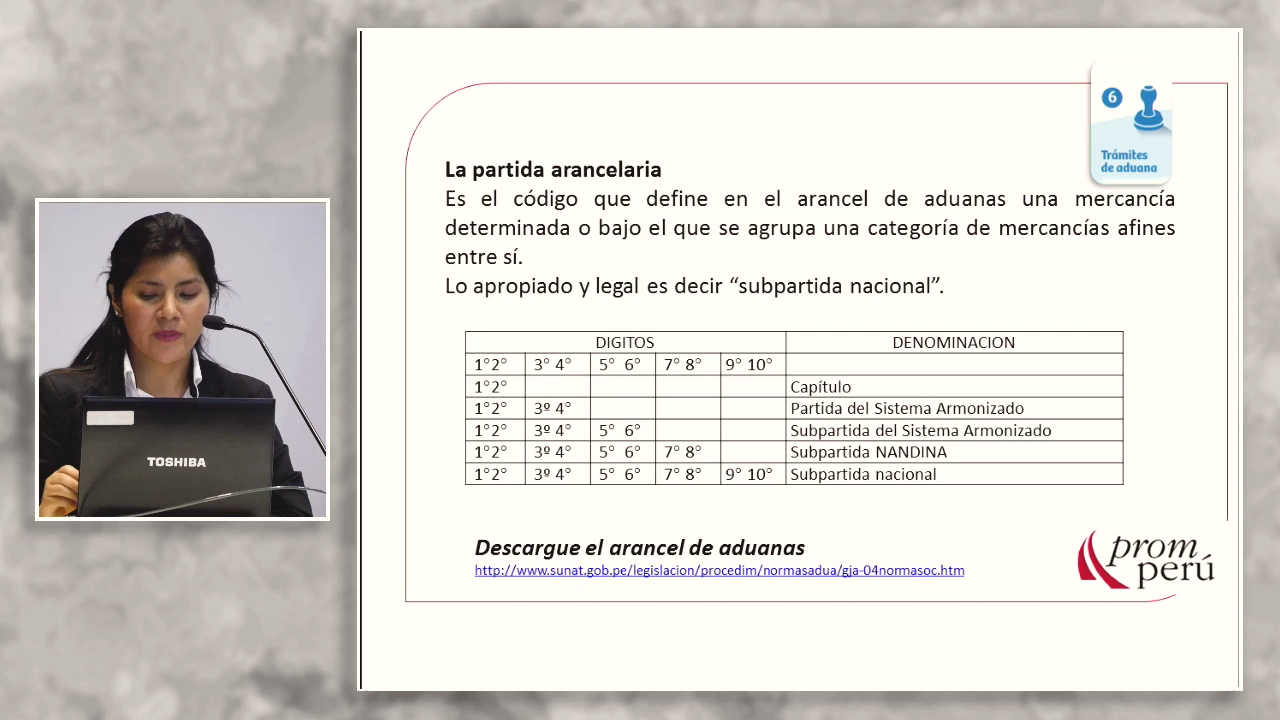 6
Trámites
de aduana
La partida arancelaria
Es el código que define en el arancel de aduanas una mercancía
determinada o bajo el que se agrupa una categoría de mercancías afines
entre sí.
Lo apropiado y legal es decir “subpartida nacional”.
DIGITOS DENOMINACION
1°2° 3° 4° 5° 6° 7° 8° 9° 10°
1°2° Capítulo
1°2° 3º 4° Partida del Sistema Armonizado
1°2° 3º 4° 5° 6° Subpartida del Sistema Armonizado
1°2° 3º 4° 5° 6° 7° 8° Subpartida NANDINA
1°2° 3º 4° 5° 6° 7° 8° 9° 10° Subpartida nacional
Descargue el arancel de aduanas
http://www.sunat.gob.pe/legislacion/procedim/normasadua/gja-04normasoc.htm
prom
perú
TOSHIBA